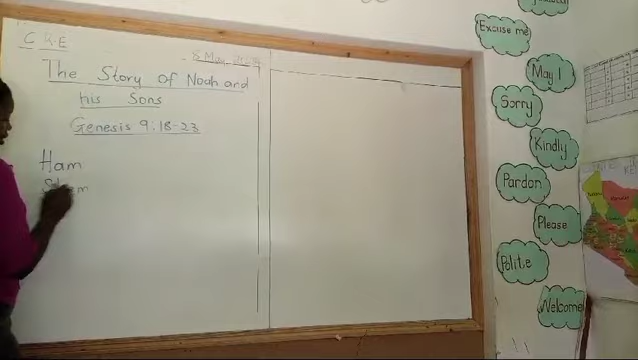 C.R.E
The Story of Noah and
his Sons
Genesis 9:18-23
Ham
Excuse me
May I
Sorry
Kindly
Pardon
Please
Polite
Welcome